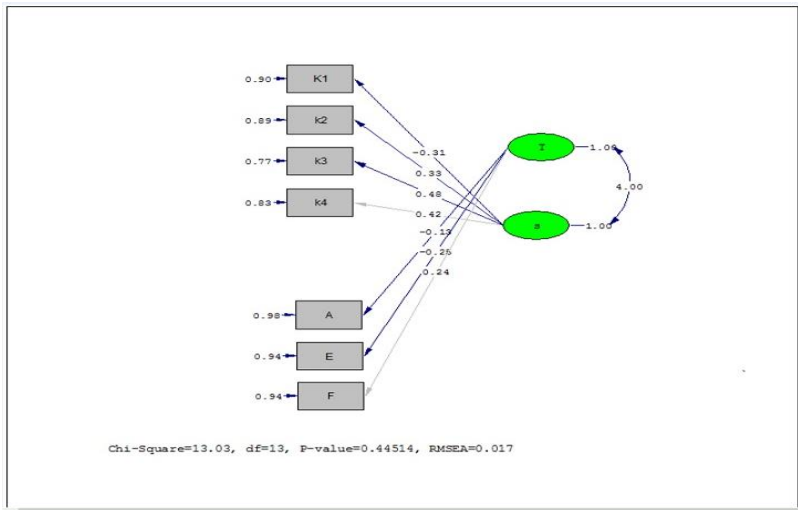 0.90 K1
0.89 k2
0.77 k3
0.83 k4
-0.31
0.33
0.48
0.42
-0.13
-0.25
0.24
T 1.00
4.00
s 1.00
0.98 A
0.94 E
0.94 F
Chi-Square=13.03, df=13, P-value=0.44514, RMSEA=0.017